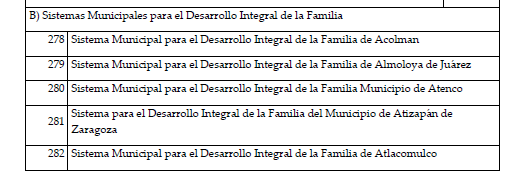 B) Sistemas Municipales para el Desarrollo Integral de la Familia
278 Sistema Municipal para el Desarrollo Integral de la Familia de Acolman
279 Sistema Municipal para el Desarrollo Integral de la Familia de Almoloya de Juárez
280 Sistema Municipal para el Desarrollo Integral de la Familia Municipio de Atenco
281 Sistema para el Desarrollo Integral de la Familia del Municipio de Atizapán de
Zaragoza
282 Sistema Municipal para el Desarrollo Integral de la Familia de Atlacomulco